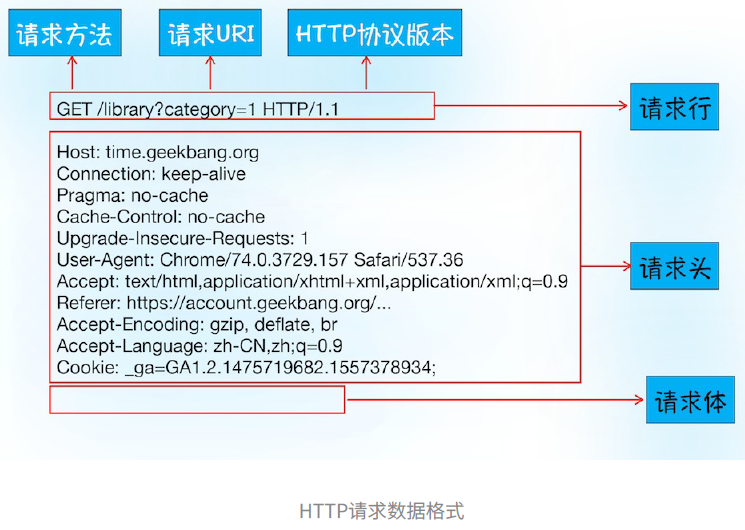 请求方法 请求URI HTTP协议版本
GET /library?category=1 HTTP/1.1
请求行
Host: time.geekbang.org
Connection: keep-alive
Pragma: no-cache
Cache-Control: no-cache
Upgrade-Insecure-Requests: 1
User-Agent: Chrome/74.0.3729.157 Safari/537.36
Accept: text/html,application/xhtml+xml,application/xml;q=0.9
Referer: https://account.geekbang.org/...
Accept-Encoding: gzip, deflate, br
Accept-Language: zh-CN,zh;q=0.9
Cookie: _ga=GA1.2.1475719682.1557378934;
请求头
请求体
HTTP请求数据格式